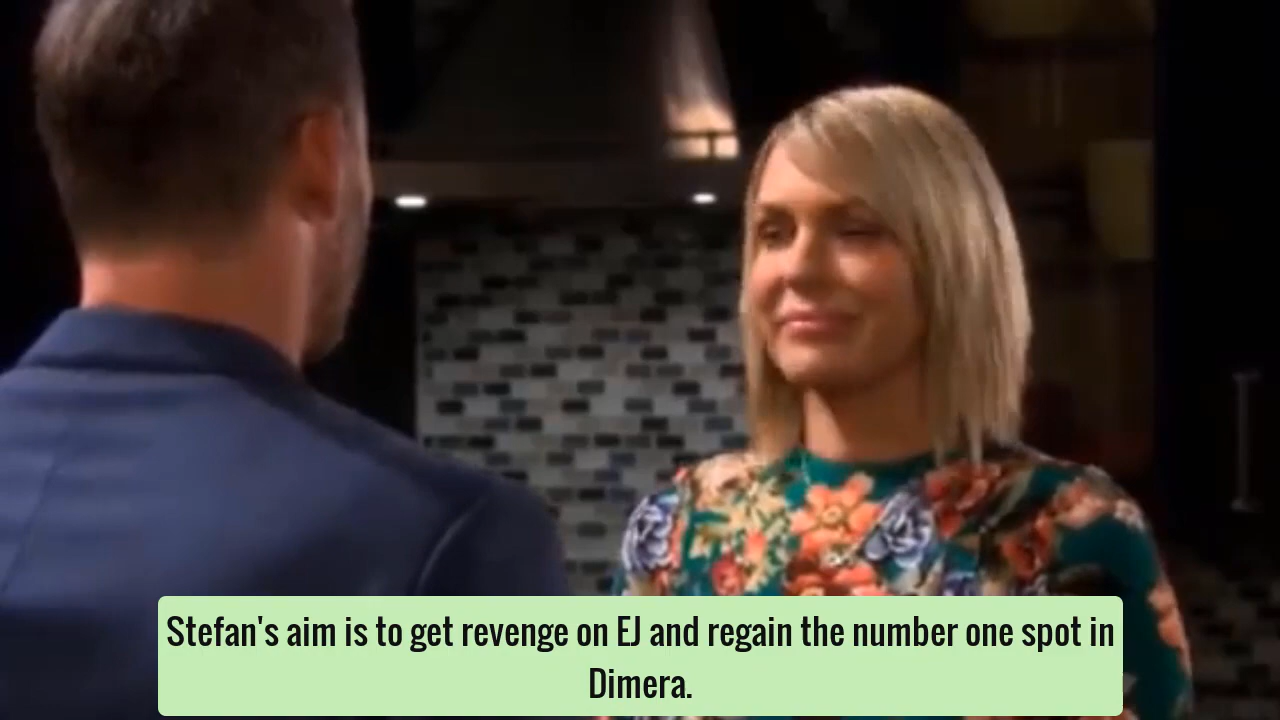 Stefan's aim is to get revenge on EJ and regain the number one spot in
Dimera.